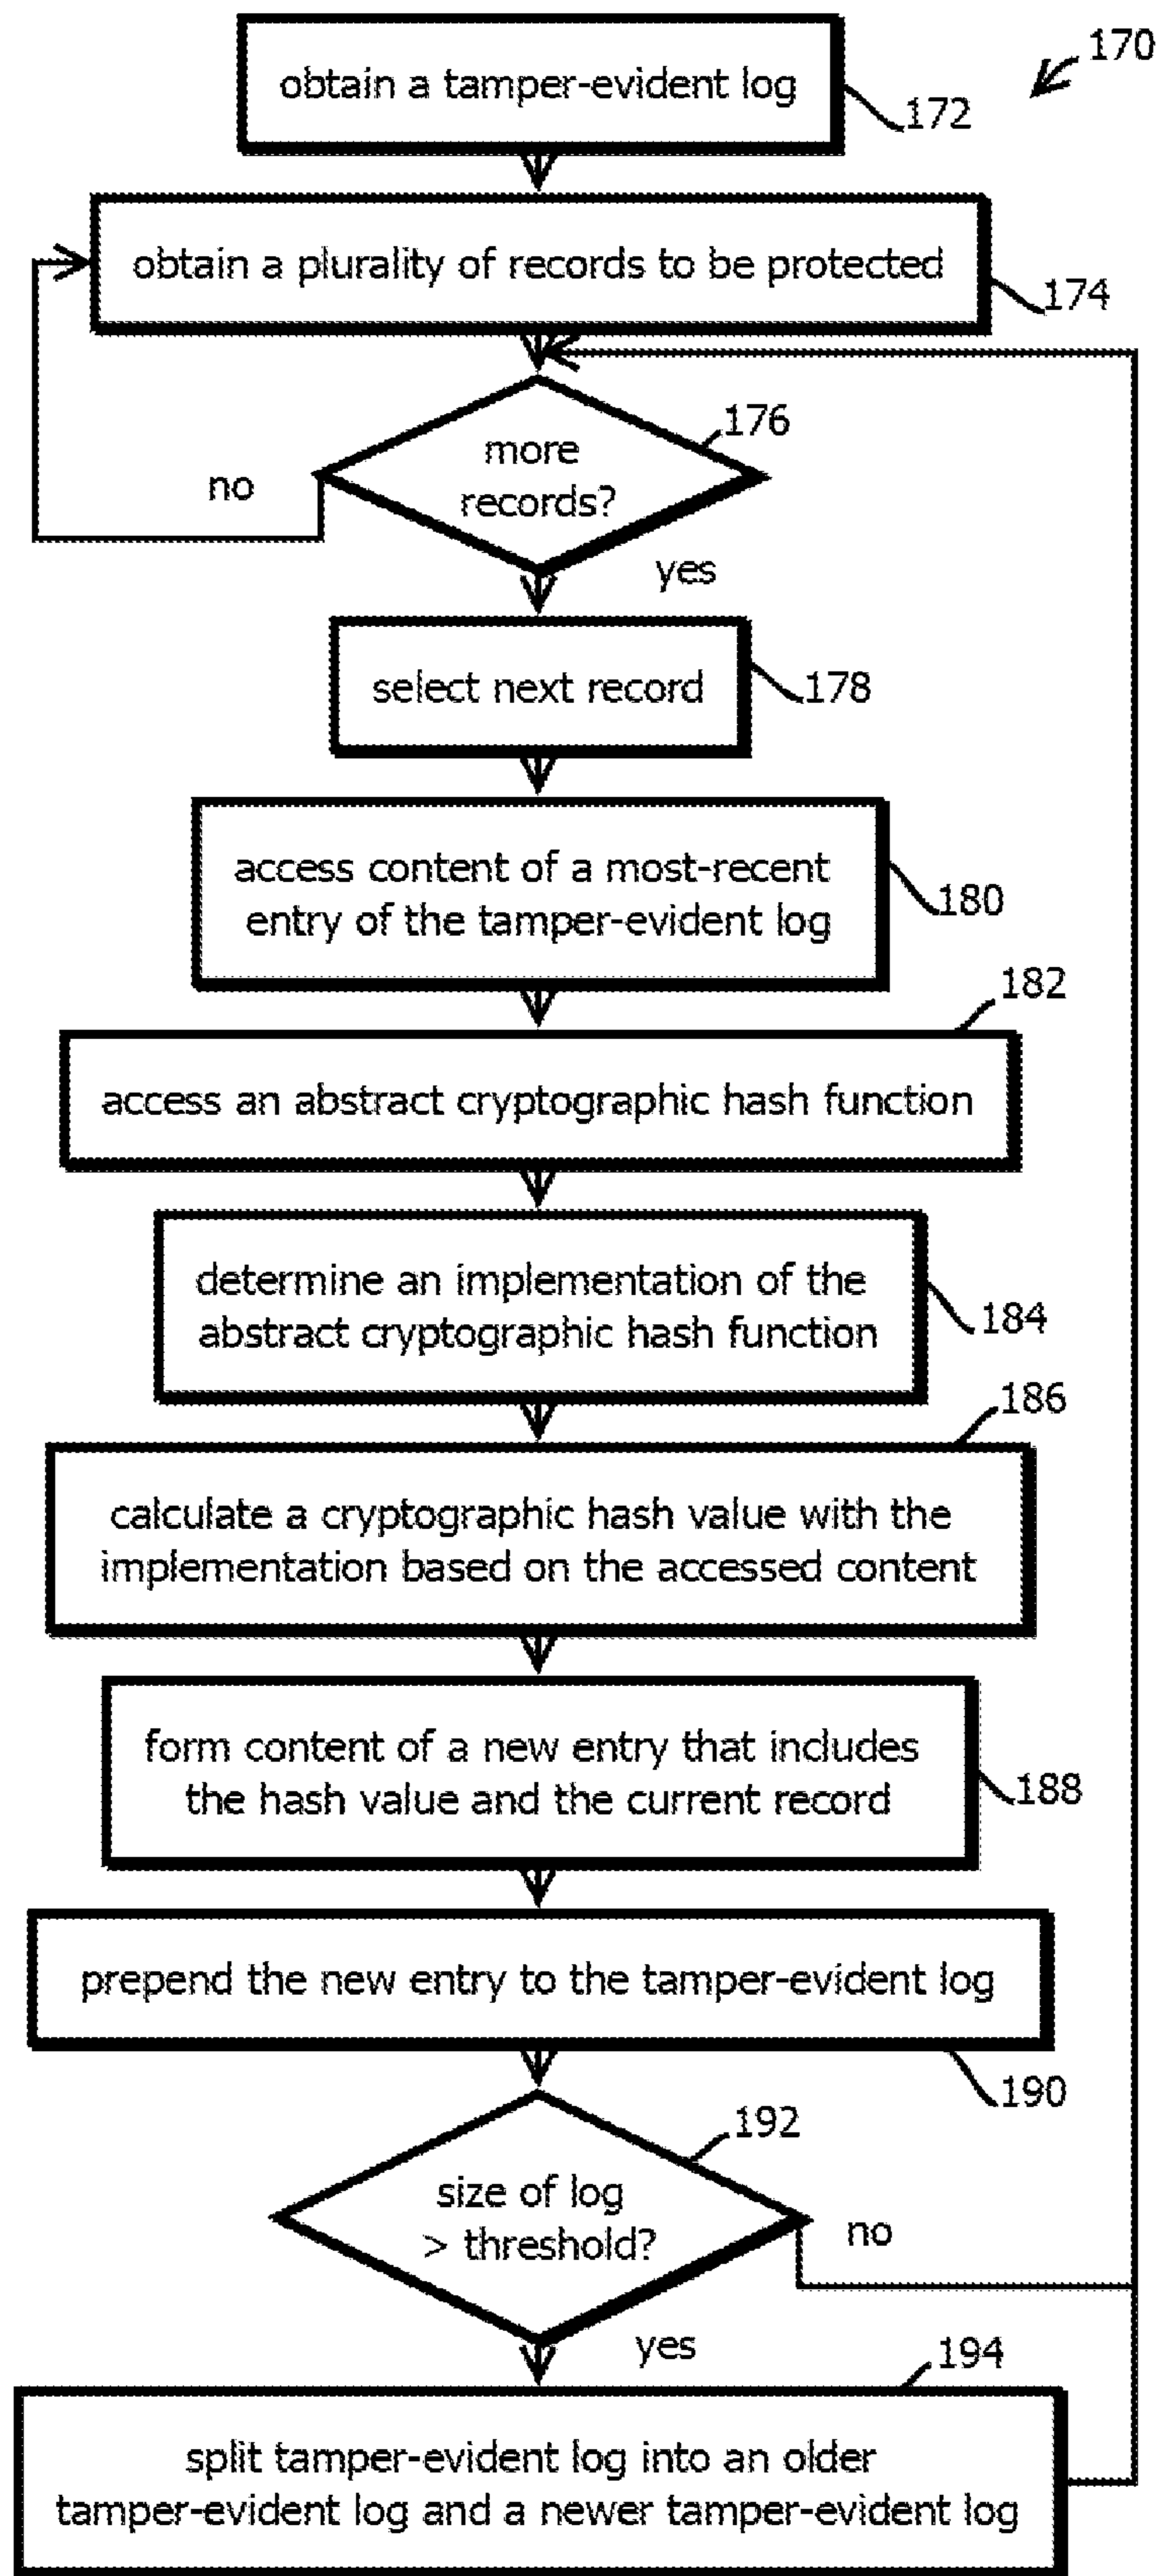 170
obtain a tamper-evident log
172
obtain a plurality of records to be protected
174
176
more
records?
no
yes
select next record
178
access content of a most-recent
entry of the tamper-evident log
180
182
access an abstract cryptographic hash function
determine an implementation of the
abstract cryptographic hash function
184
186
calculate a cryptographic hash value with the
implementation based on the accessed content
form content of a new entry that includes
the hash value and the current record
188
prepend the new entry to the tamper-evident log
190
192
size of log
> threshold?
no
yes
194
split tamper-evident log into an older
tamper-evident log and a newer tamper-evident log